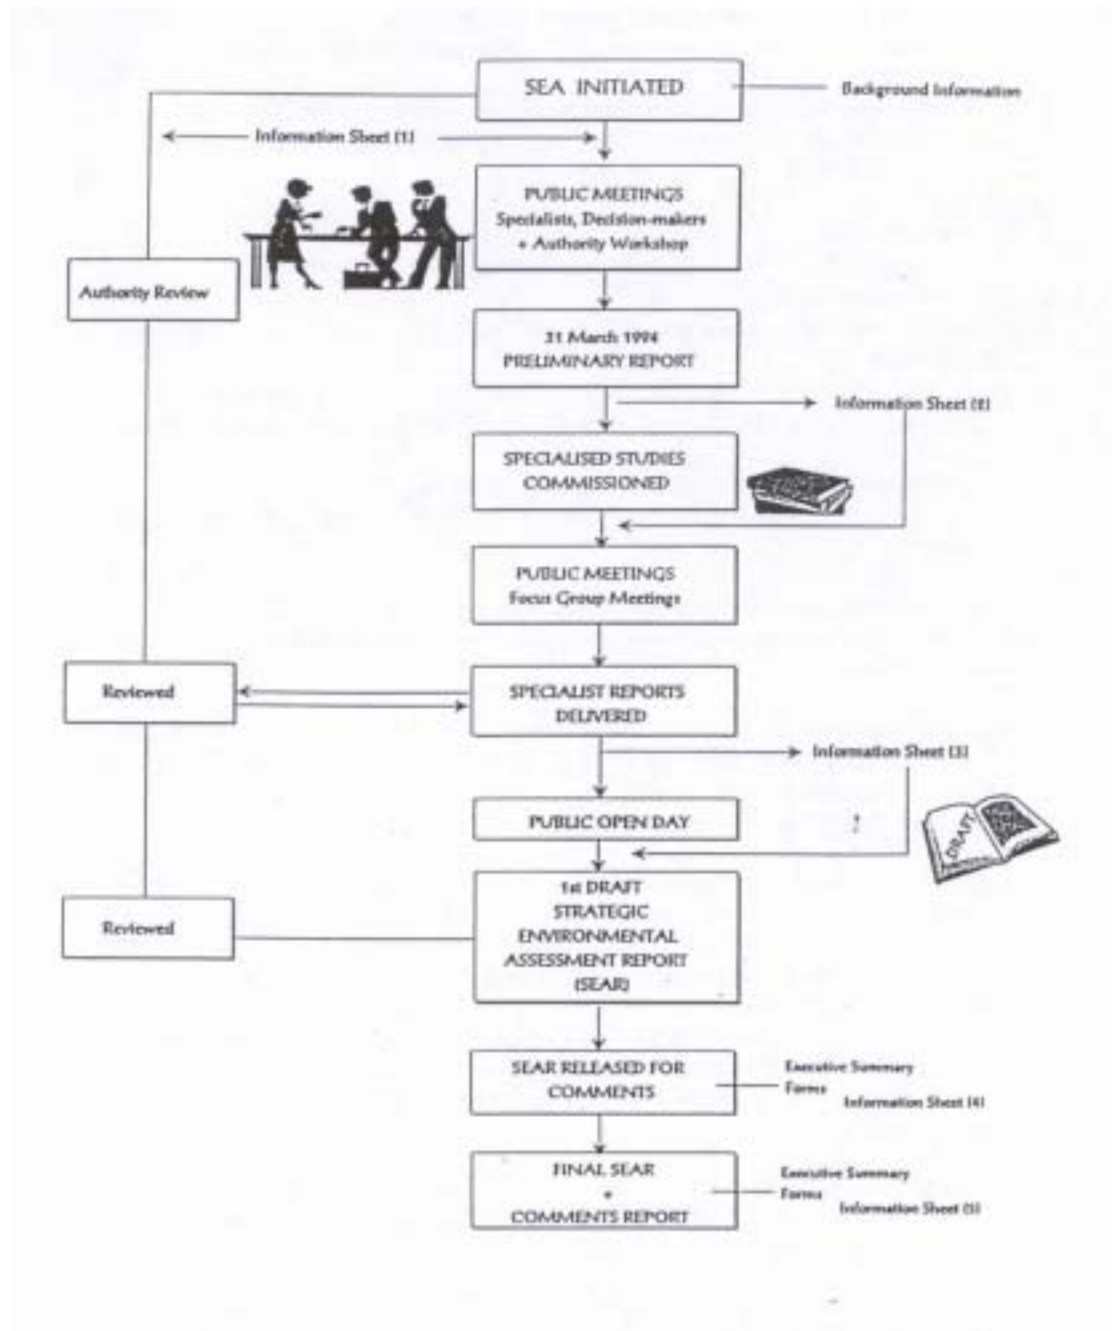 SEA INITIATED
Background Information
Information Sheet (1)
PUBLIC MEETINGS
Specialists, Decision-makers
+ Authority Workshop
Authority Review
31 March 1994
PRELIMINARY REPORT
Information Sheet (2)
SPECIALISED STUDIES
COMMISSIONED
PUBLIC MEETINGS
Focus Group Meetings
Reviewed
SPECIALIST REPORTS
DELIVERED
Information Sheet (3)
PUBLIC OPEN DAY
DRAFT
1st DRAFT
STRATEGIC
ENVIRONMENTAL
ASSESSMENT REPORT
(SEAR)
Reviewed
SEAR RELEASED FOR
COMMENTS
Executive Summary
Forms
Information Sheet (4)
FINAL SEAR
+
COMMENTS REPORT
Executive Summary
Forms
Information Sheet (5)